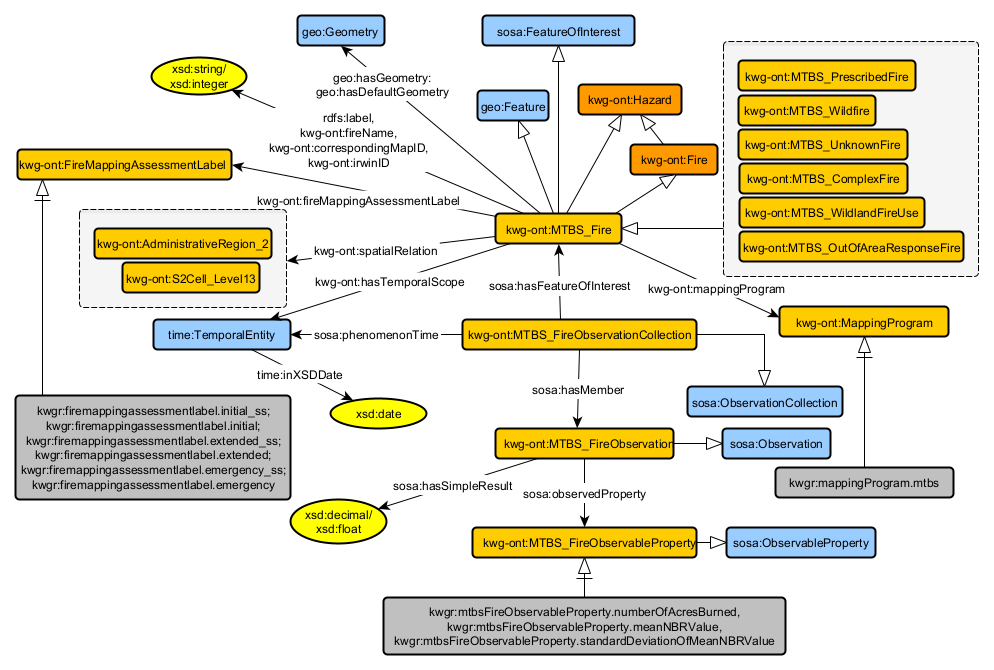 geo:Geometry
sosa:FeatureOfInterest
xsd:string/
xsd:integer
geo:hasGeometry:
geo:hasDefaultGeometry
geo:Feature
kwg-ont:Hazard
kwg-ont:MTBS_PrescribedFire
kwg-ont:MTBS_Wildfire
kwg-ont:MTBS_UnknownFire
kwg-ont:MTBS_ComplexFire
kwg-ont:MTBS_WildlandFireUse
kwg-ont:MTBS_OutOfAreaResponseFire
rdfs:label,
kwg-ont:fireName,
kwg-ont:correspondingMapID,
kwg-ont:irwinID
kwg-ont:Fire
kwg-ont:FireMappingAssessmentLabel
kwg-ont:fireMappingAssessmentLabel
kwg-ont:MTBS_Fire
kwg-ont:AdministrativeRegion_2
kwg-ont:S2Cell_Level13
kwg-ont:spatialRelation
kwg-ont:hasTemporalScope
sosa:hasFeatureOfInterest
kwg-ont:mappingProgram
time:TemporalEntity
sosa:phenomenonTime
kwg-ont:MTBS_FireObservationCollection
kwg-ont:MappingProgram
time:inXSDDate
sosa:hasMember
xsd:date
sosa:ObservationCollection
kwgr:firemappingassessmentlabel.initial_ss;
kwgr:firemappingassessmentlabel.initial;
kwgr:firemappingassessmentlabel.extended_ss;
kwgr:firemappingassessmentlabel.extended;
kwgr:firemappingassessmentlabel.emergency_ss;
kwgr:firemappingassessmentlabel.emergency
kwg-ont:MTBS_FireObservation
sosa:Observation
kwgr:mappingProgram.mtbs
sosa:hasSimpleResult
sosa:observedProperty
xsd:decimal/
xsd:float
kwg-ont:MTBS_FireObservableProperty
sosa:ObservableProperty
kwgr:mtbsFireObservableProperty.numberOfAcresBurned,
kwgr:mtbsFireObservableProperty.meanNBRValue,
kwgr:mtbsFireObservableProperty.standardDeviationOfMeanNBRValue